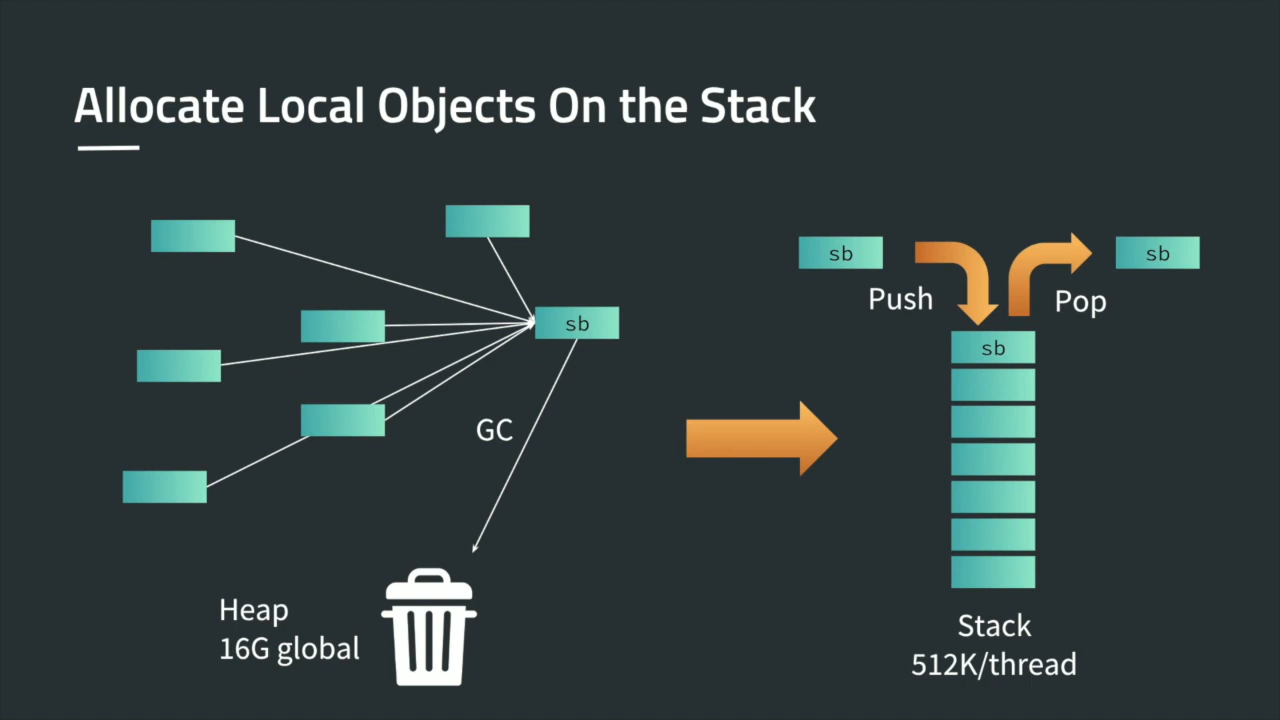 Allocate Local Objects On the Stack
sb
GC
Heap
16G global
sb
Push
Pop
sb
sb
Stack
512K/thread